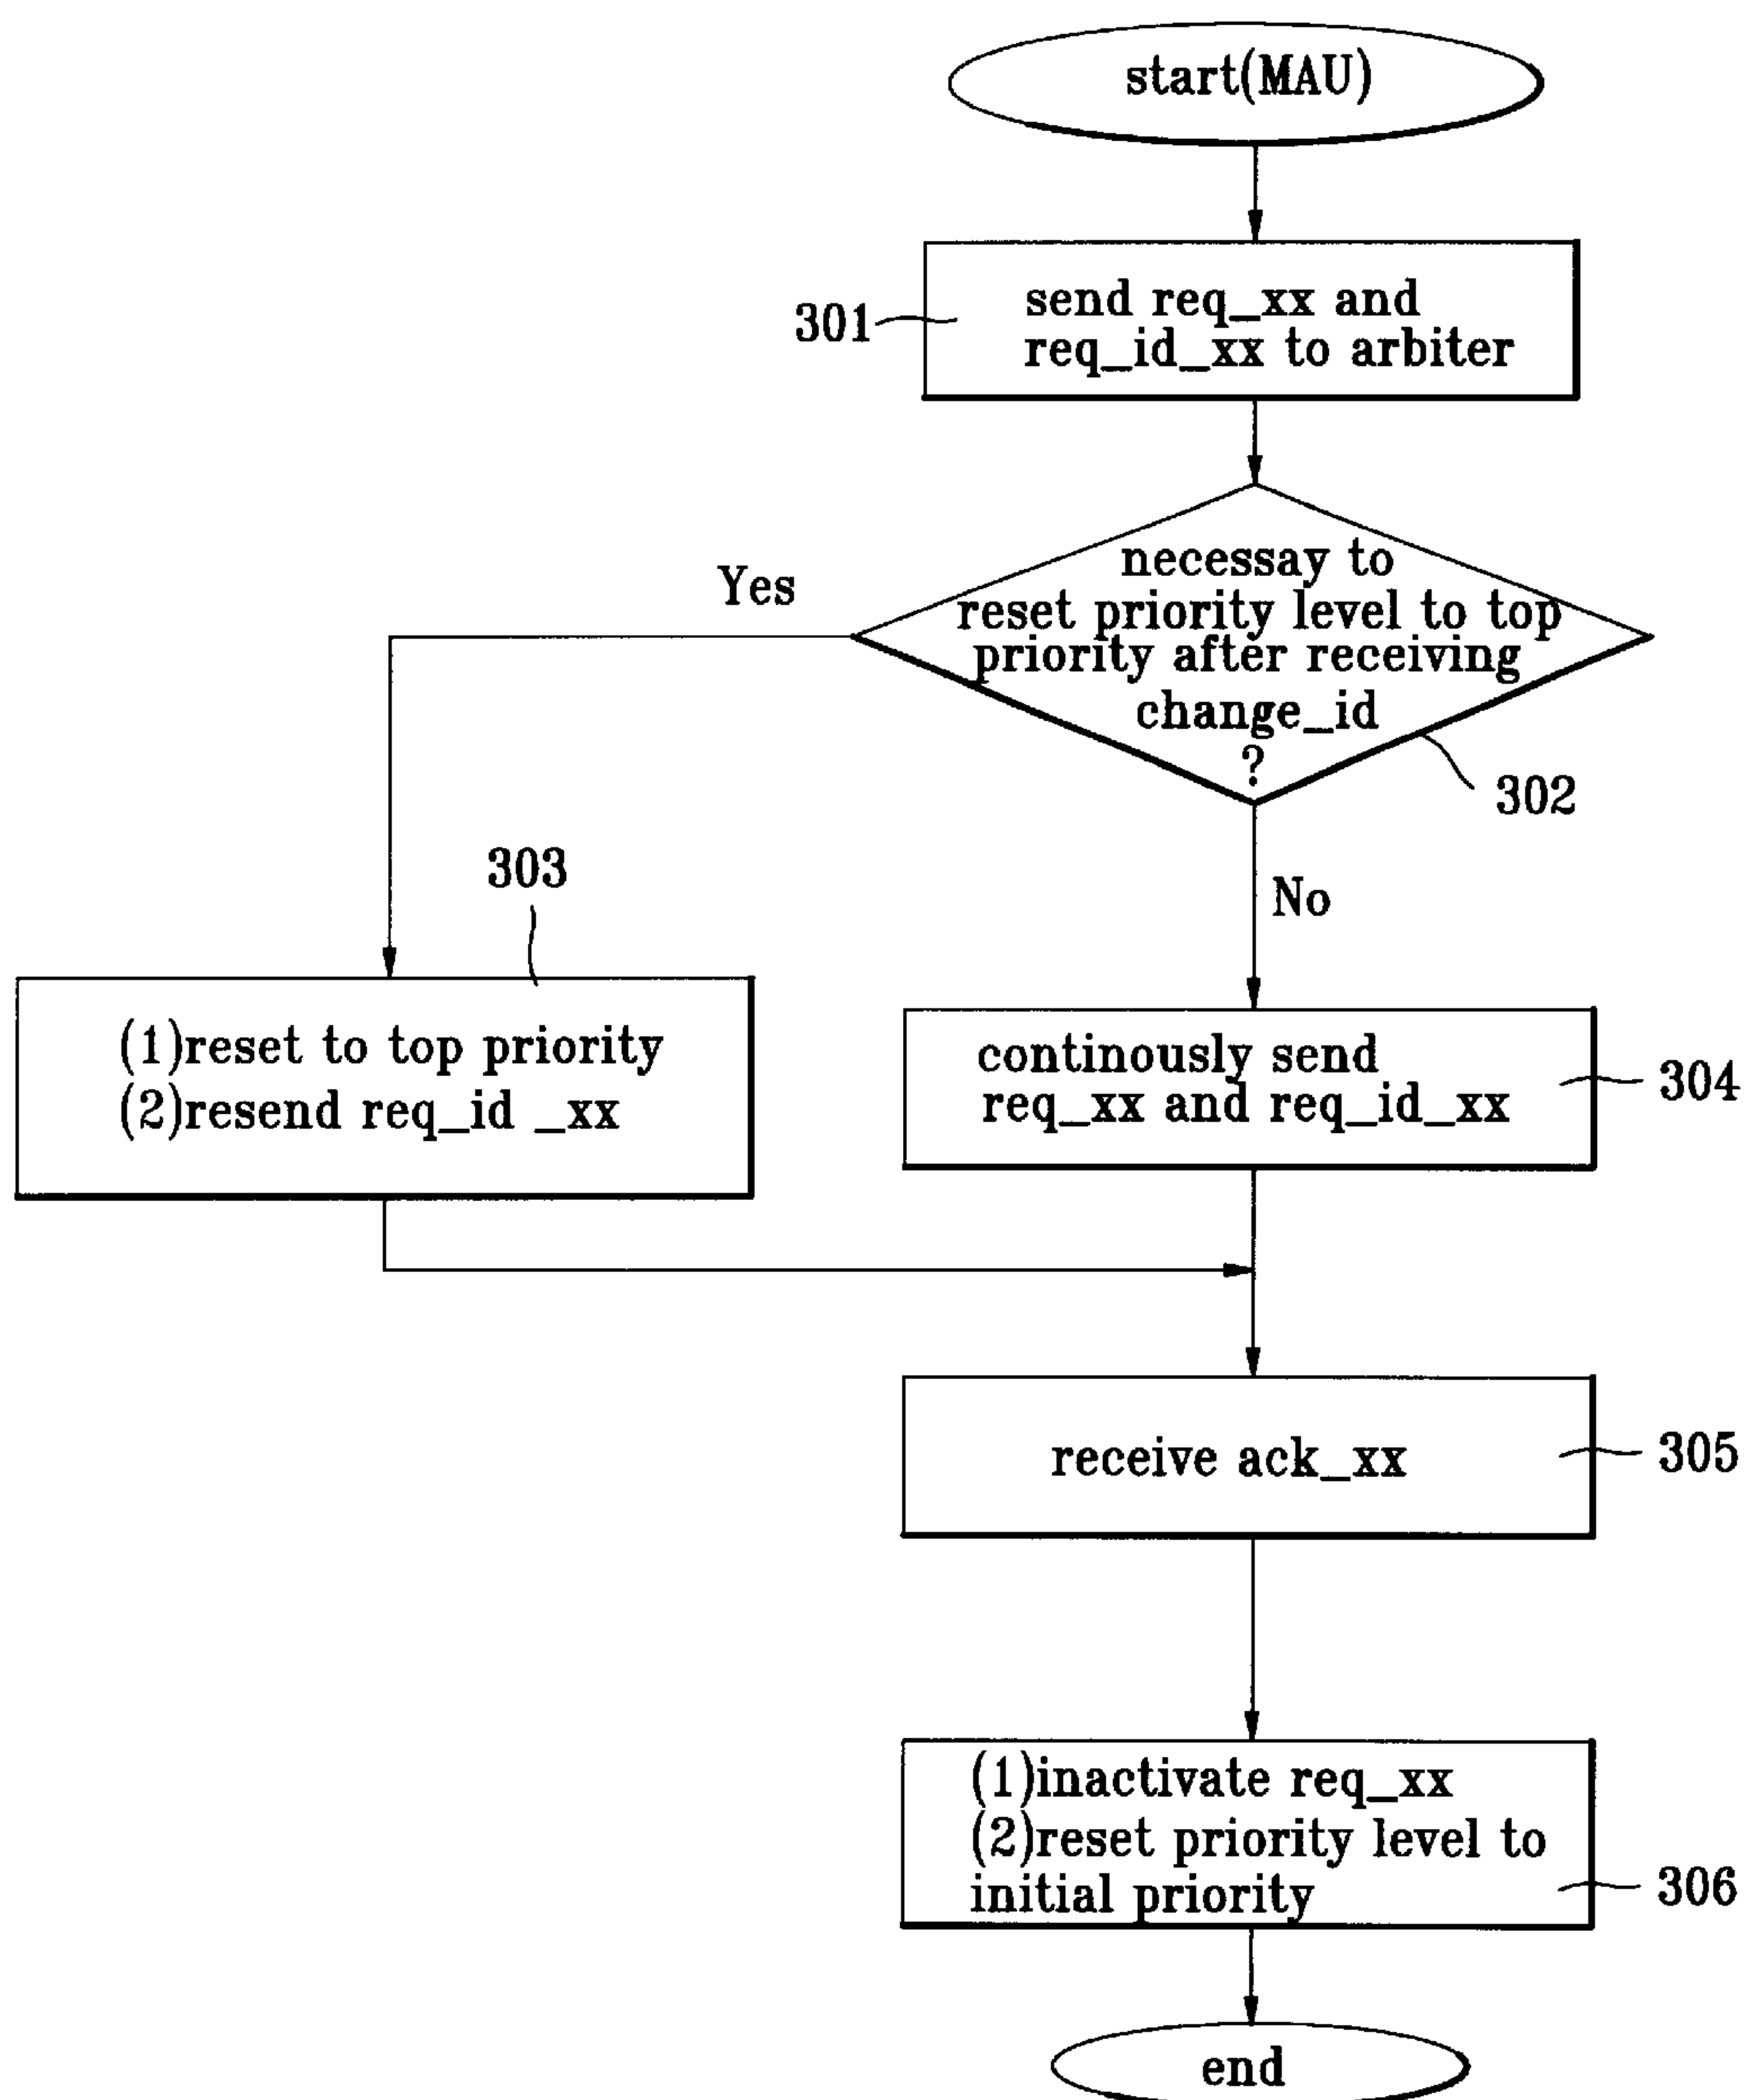 start(MAU)
301
send req_xx and
req_id_xx to arbiter
necessay to
reset priority level to top
priority after receiving
change_id
?
302
Yes
No
303
(1)reset to top priority
(2)resend req_id _xx
continously send
req_xx and req_id_xx
304
receive ack_xx
305
(1)inactivate req_xx
(2)reset priority level to
initial priority
306
end